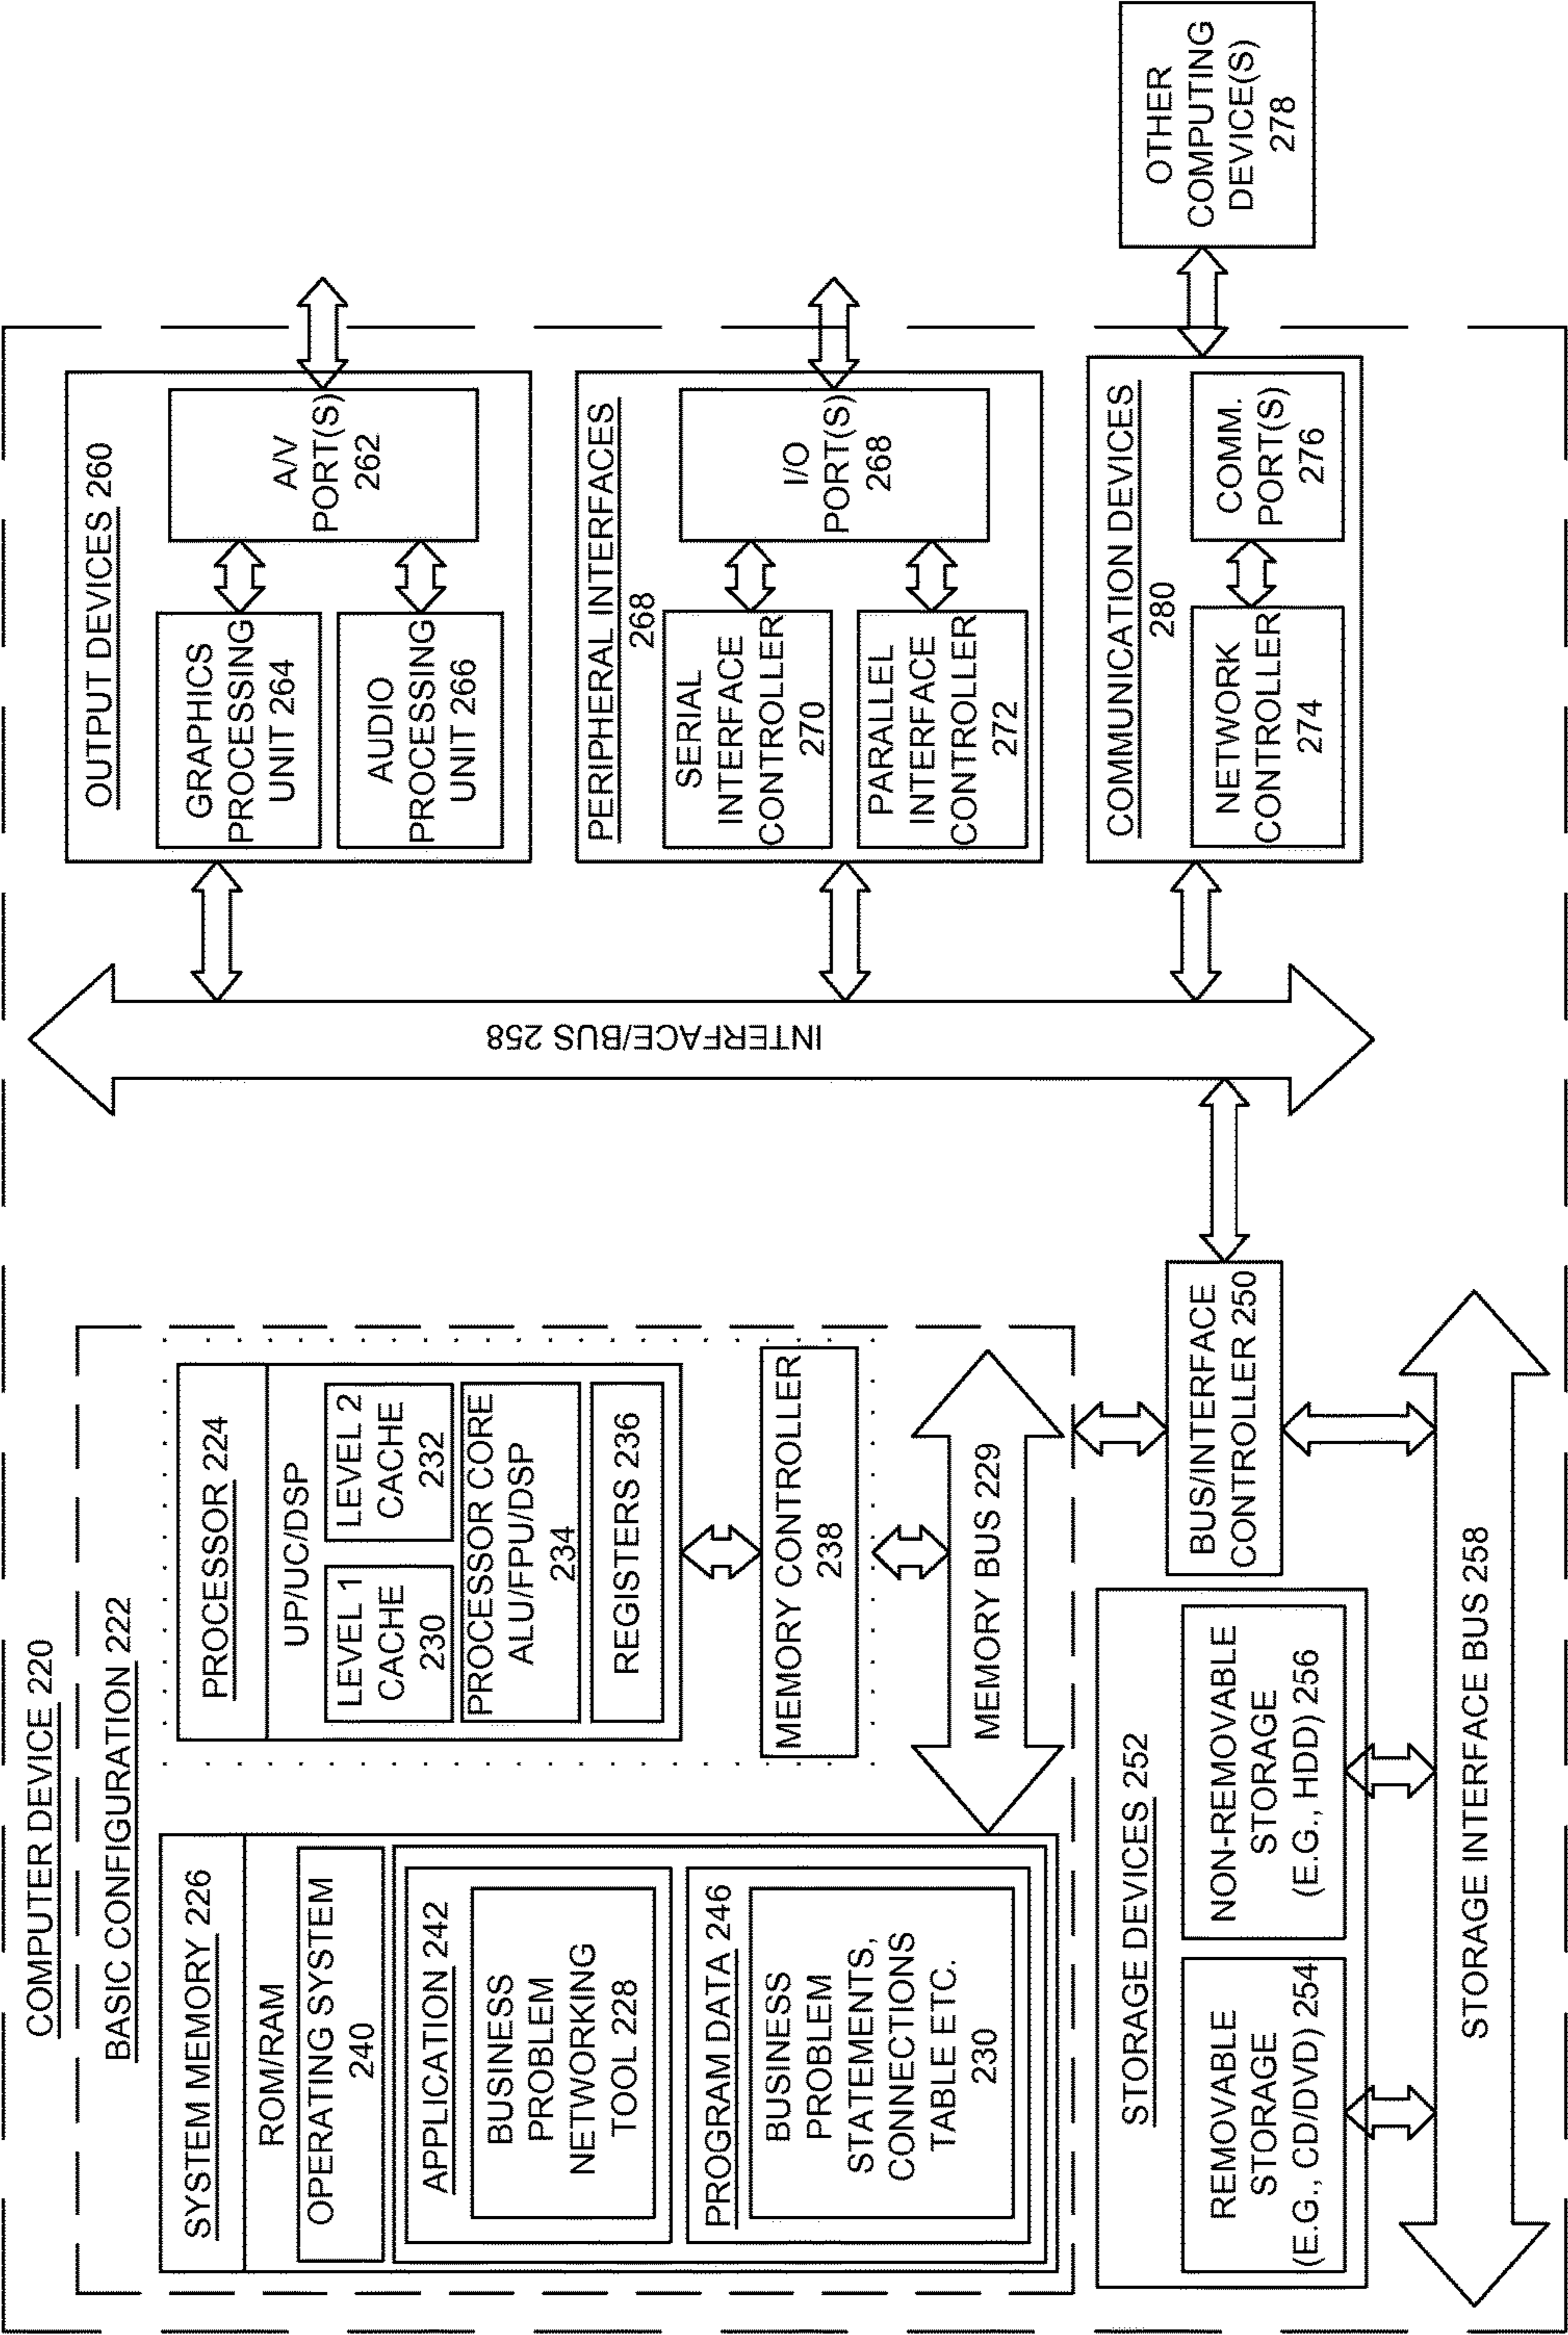 COMPUTER DEVICE 220
BASIC CONFIGURATION 222
SYSTEM MEMORY 226
ROM/RAM
OPERATING SYSTEM
240
APPLICATION 242
BUSINESS
PROBLEM
NETWORKING
TOOL 228
PROGRAM DATA 246
BUSINESS
PROBLEM
STATEMENTS,
CONNECTIONS
TABLE ETC.
230
PROCESSOR 224
UP/UC/DSP
LEVEL 1
CACHE
230
LEVEL 2
CACHE
232
PROCESSOR CORE
ALU/FPU/DSP
234
REGISTERS 236
MEMORY CONTROLLER
238
MEMORY BUS 229
BUS/INTERFACE
CONTROLLER 250
STORAGE DEVICES 252
REMOVABLE
STORAGE
(E.G., CD/DVD) 254
NON-REMOVABLE
STORAGE
(E.G., HDD) 256
STORAGE INTERFACE BUS 258
INTERFACE/BUS 258
OUTPUT DEVICES 260
GRAPHICS
PROCESSING
UNIT 264
AUDIO
PROCESSING
UNIT 266
A/V
PORT(S)
262
PERIPHERAL INTERFACES
268
SERIAL
INTERFACE
CONTROLLER
270
PARALLEL
INTERFACE
CONTROLLER
272
I/O
PORT(S)
268
COMMUNICATION DEVICES
280
NETWORK
CONTROLLER
274
COMM.
PORT(S)
276
OTHER
COMPUTING
DEVICE(S)
278